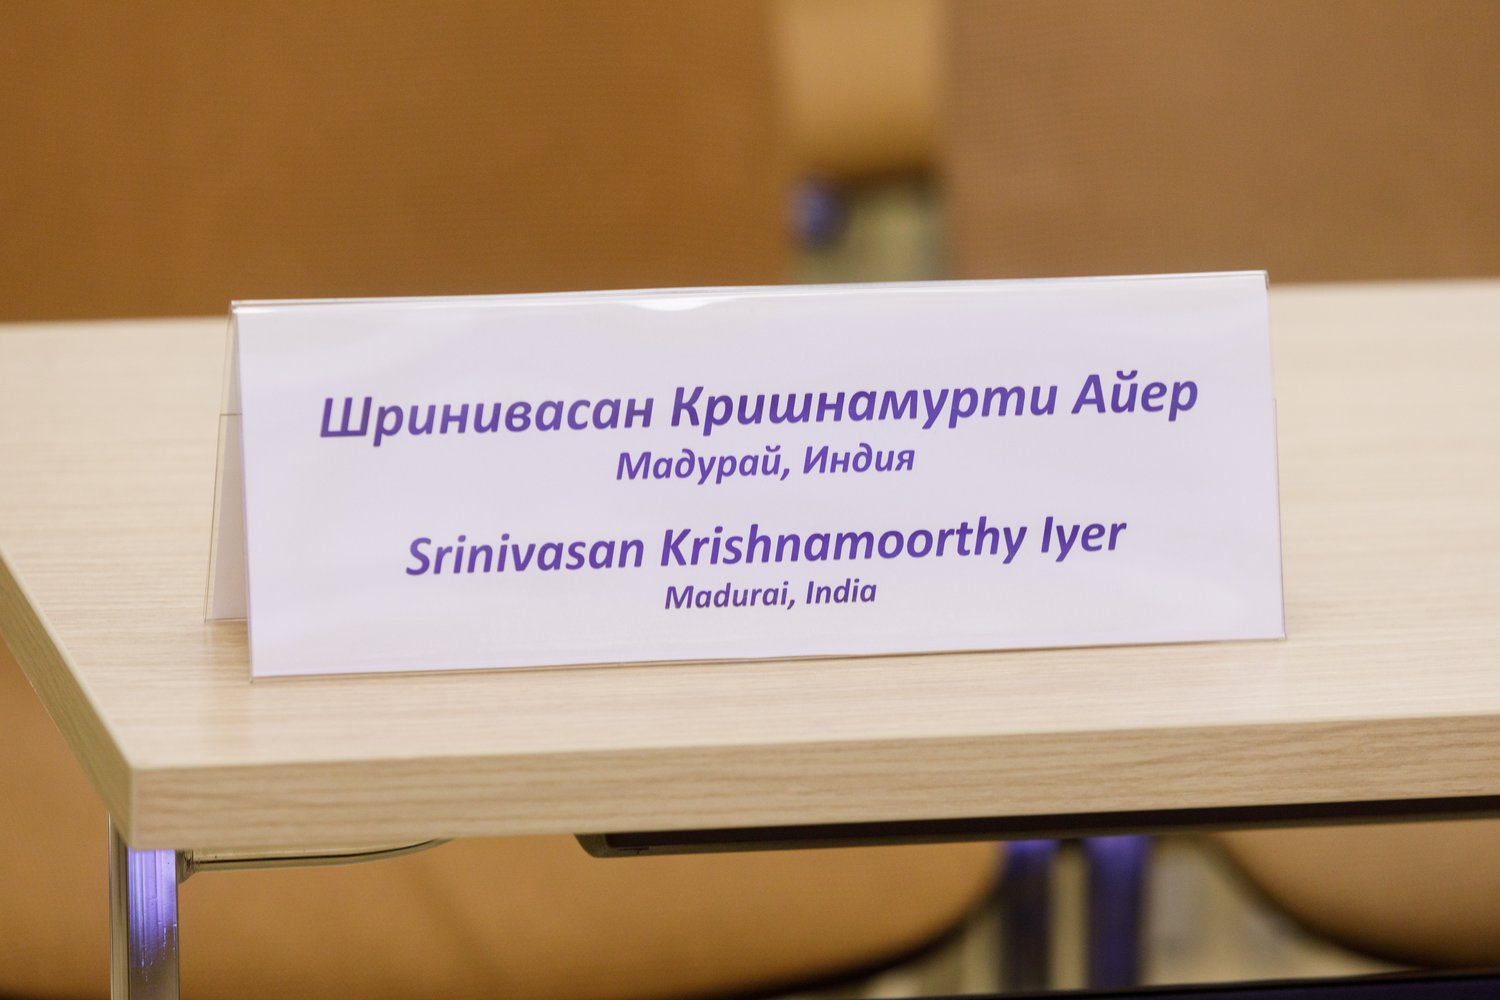 Шринивасан Кришнамурти Айер
Мадурай, Индия
Srinivasan Krishnamoorthy Iyer
Madurai, India